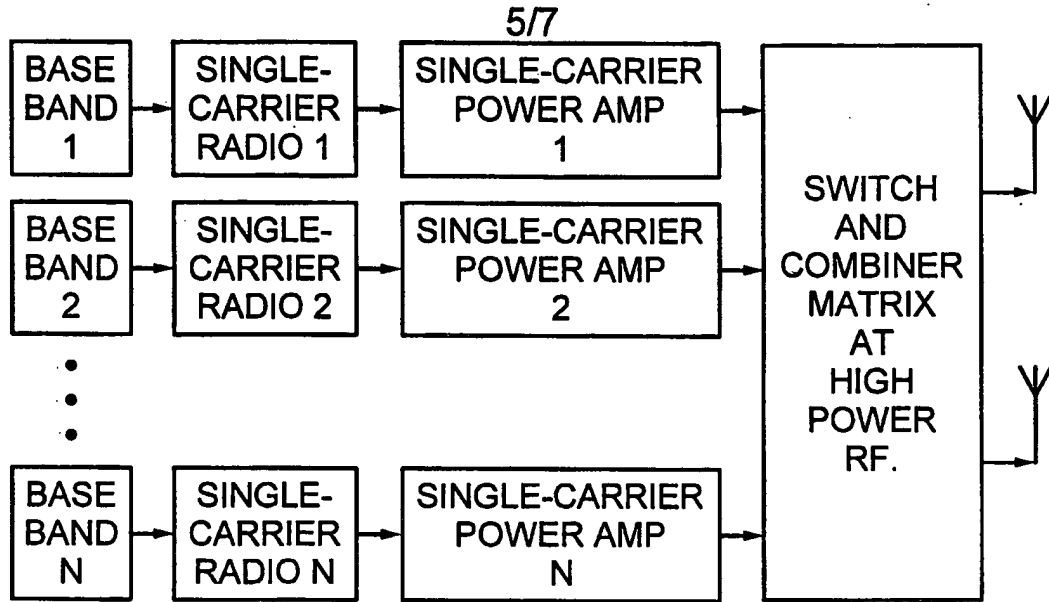 5/7
BASE
BAND
1
SINGLE-
CARRIER
RADIO 1
SINGLE-CARRIER
POWER AMP
1
BASE
BAND
2
SINGLE-
CARRIER
RADIO 2
SINGLE-CARRIER
POWER AMP
2
BASE
BAND
N
SINGLE-
CARRIER
RADIO N
SINGLE-CARRIER
POWER AMP
N
SWITCH
AND
COMBINER
MATRIX
AT
HIGH
POWER
RF.